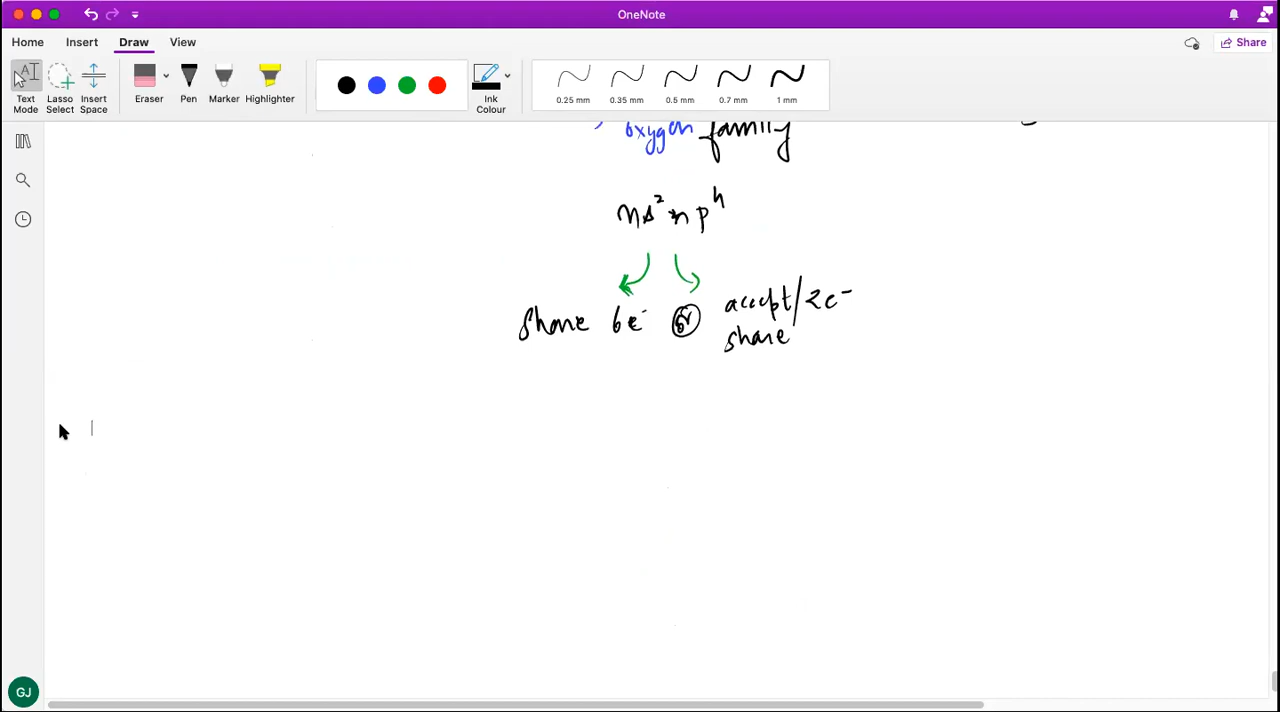 OneNote
Home Insert Draw View
Share
Text Mode
Lasso Select
Insert Space
Eraser
Pen
Marker
Highlighter
Ink Colour
0.25 mm
0.35 mm
0.5 mm
0.7 mm
1 mm
oxygen family
ns² np⁴
share 6e⁻ or accept/2e⁻
share
GJ